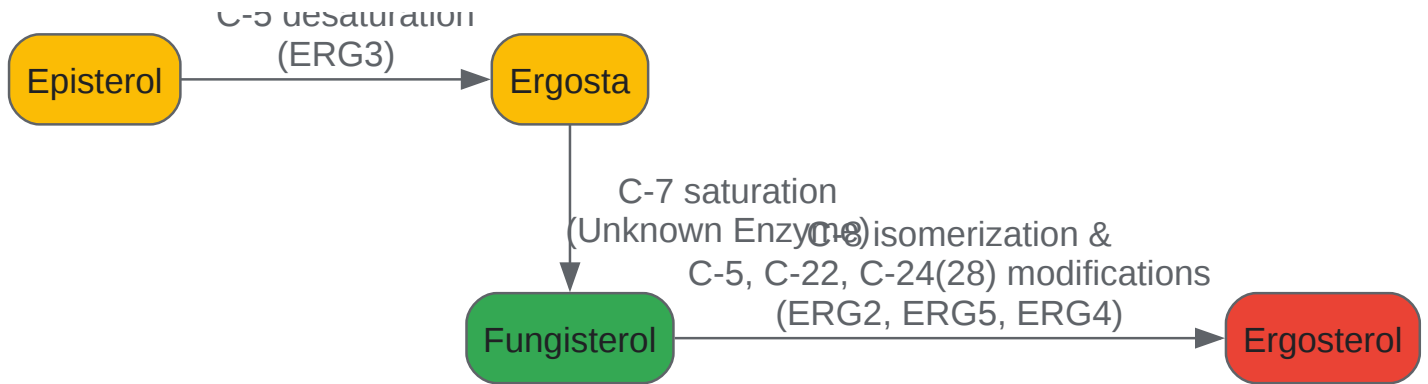 C-5 desaturation
(ERG3)
Episterol
Ergosta
C-7 saturation
(Unknown Enzyme)
C-8 isomerization &
C-5, C-22, C-24(28) modifications
(ERG2, ERG5, ERG4)
Fungisterol
Ergosterol